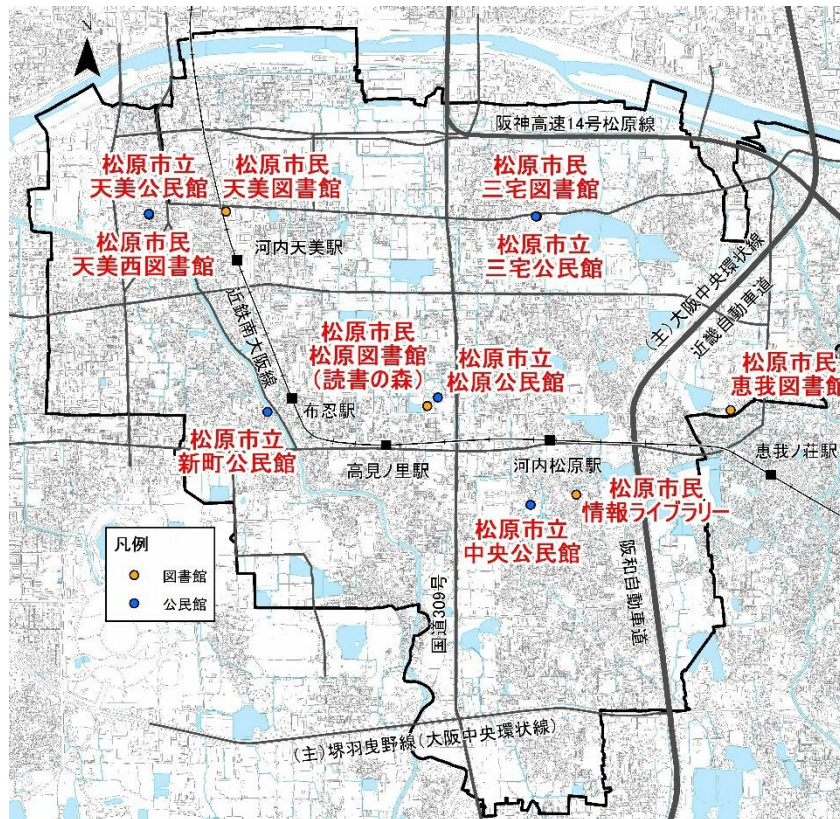 阪神高速14号松原線
松原市立
天美公民館
松原市民
天美図書館
松原市民
三宅図書館
松原市民
天美西図書館
河内天美駅
松原市立
三宅公民館
(主)大阪中央環状線
近畿自動車道
近鉄南大阪線
松原市民
松原図書館
(読書の森)
松原市立
松原公民館
松原市民
恵我図書館
布忍駅
松原市立
新町公民館
高見ノ里駅
河内松原駅
恵我ノ荘駅
松原市民
情報ライブラリー
松原市立
中央公民館
凡例
図書館
公民館
国道309号
阪和自動車道
(主)堺羽曳野線(大阪中央環状線)